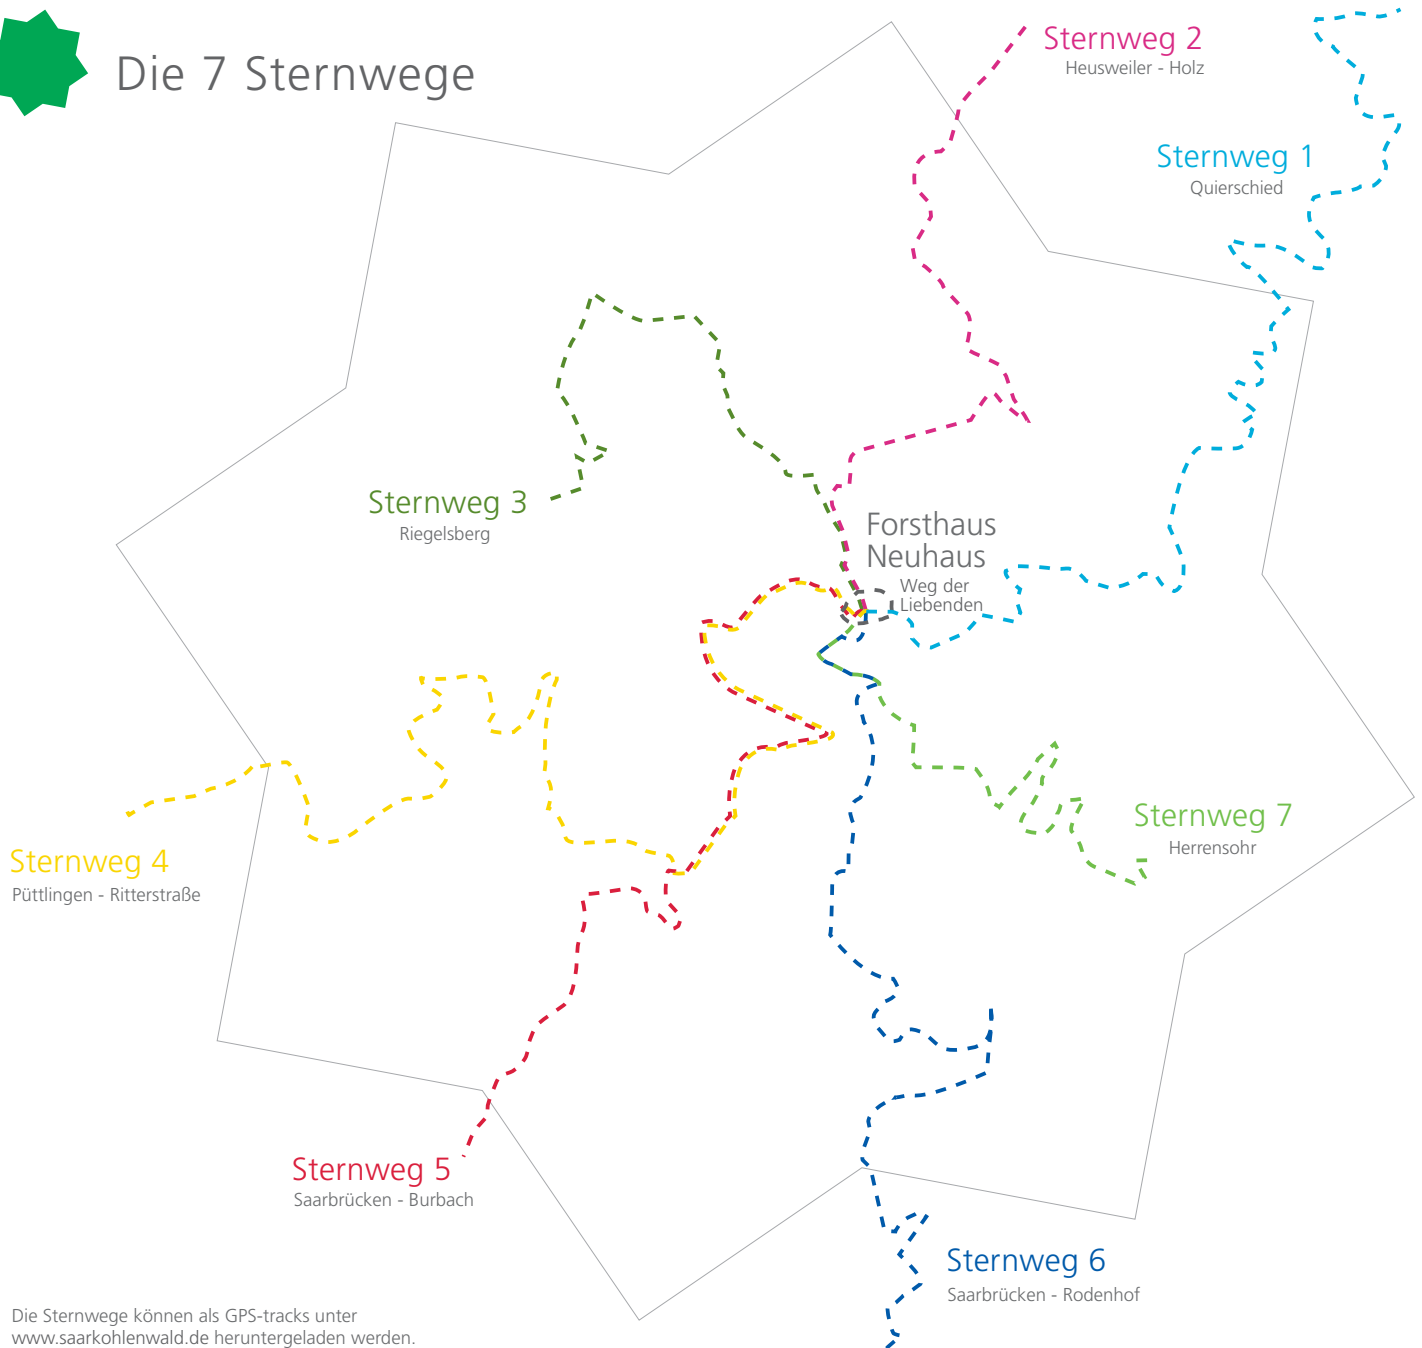 Die 7 Sternwege
Sternweg 2
Heusweiler - Holz
Sternweg 1
Quierschied
Sternweg 3
Riegelsberg
Forsthaus
Neuhaus
Weg der
Liebenden
Sternweg 7
Herrensohr
Sternweg 4
Püttlingen - Ritterstraße
Sternweg 5
Saarbrücken - Burbach
Sternweg 6
Saarbrücken - Rodenhof
Die Sternwege können als GPS-tracks unter
www.saarkohlenwald.de heruntergeladen werden.